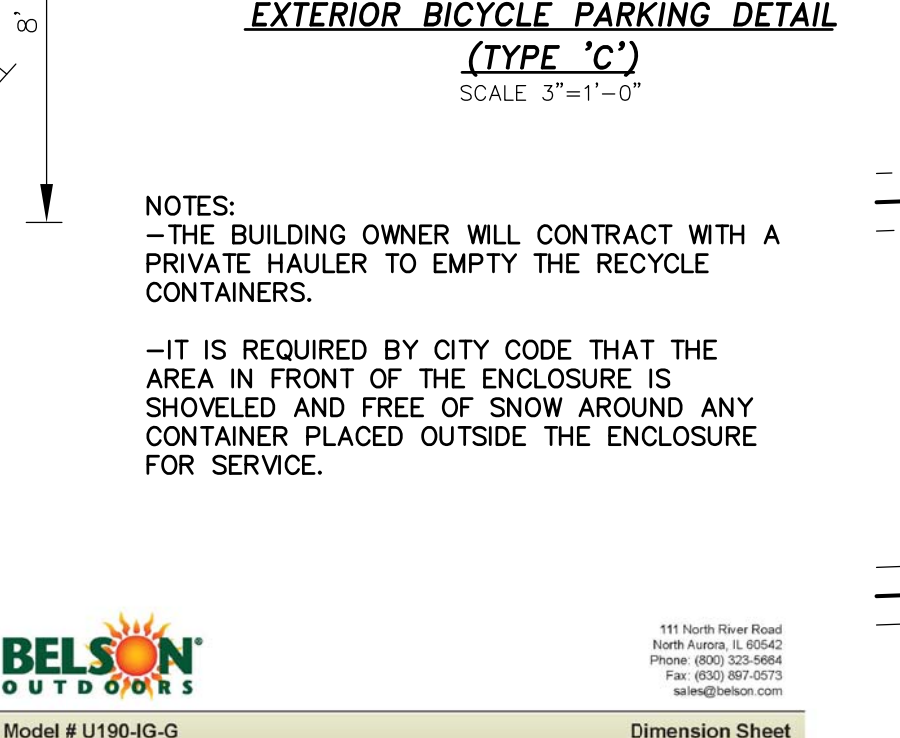 8'
EXTERIOR BICYCLE PARKING DETAIL
(TYPE 'C')
SCALE 3"=1'-0"
NOTES:
-THE BUILDING OWNER WILL CONTRACT WITH A
PRIVATE HAULER TO EMPTY THE RECYCLE
CONTAINERS.
-IT IS REQUIRED BY CITY CODE THAT THE
AREA IN FRONT OF THE ENCLOSURE IS
SHOVELED AND FREE OF SNOW AROUND ANY
CONTAINER PLACED OUTSIDE THE ENCLOSURE
FOR SERVICE.
BELSON®
OUTDOORS
111 North River Road
North Aurora, IL 60542
Phone: (800) 323-5664
Fax: (630) 897-0573
sales@belson.com
Model # U190-IG-G
Dimension Sheet